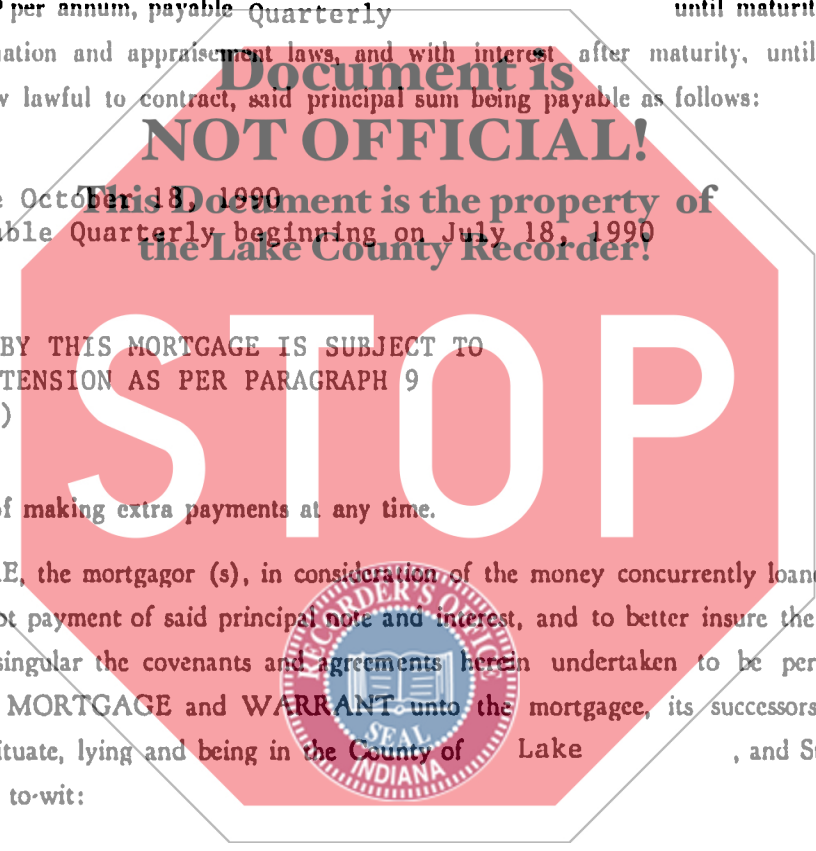 per annum, payable Quarterly until maturit
ation and appraisement laws, and with interest after maturity, until
w lawful to contract, said principal sum being payable as follows:
Document is
NOT OFFICIAL!
This Document is the property of
the Lake County Recorder!
e October 18, 1990
able Quarterly beginning on July 18, 1990
BY THIS MORTGAGE IS SUBJECT TO
TENSION AS PER PARAGRAPH 9
)
STOP
of making extra payments at any time.
E, the mortgagor (s), in consideration of the money concurrently loane
pt payment of said principal note and interest, and to better insure the
singular the covenants and agreements herein undertaken to be per
MORTGAGE and WARRANT unto the mortgagee, its successors
ituate, lying and being in the County of Lake , and S
to-wit:
RECORDER'S OFFICE
SEAL
INDIANA